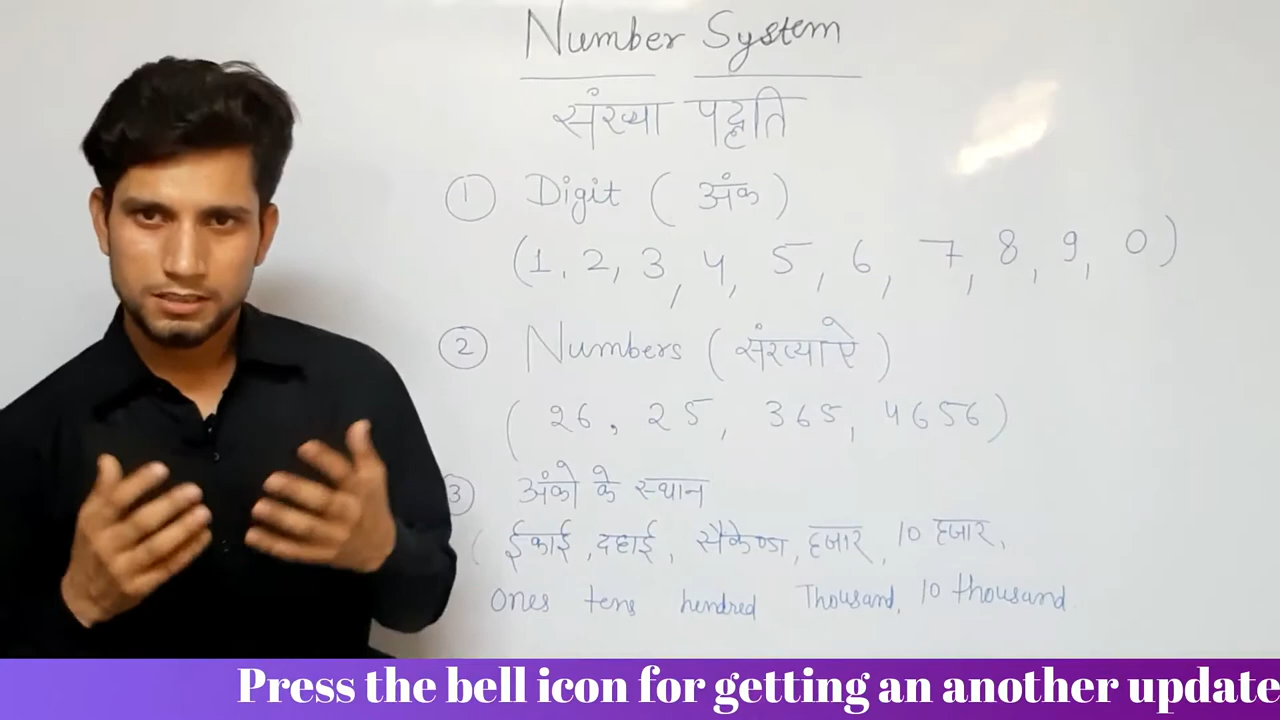 Number System
संख्या पद्धति
① Digit ( अंक )
(1, 2, 3, 4, 5, 6, 7, 8, 9, 0)
② Numbers ( संख्याऐ )
( 26, 25, 365, 4656)
3 अंको के स्थान
( ईकाई, दहाई, सैकेण्डा, हजार, 10 हजार,
ones tens hendred Thousand, 10 thousand
Press the bell icon for getting an another update